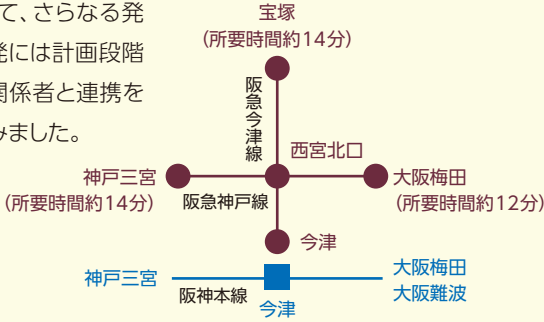 て、さらなる発
発には計画段階
関係者と連携を
みました。
宝塚
(所要時間約14分)
阪急今津線
西宮北口
神戸三宮
(所要時間約14分)
阪急神戸線
大阪梅田
(所要時間約12分)
今津
神戸三宮
阪神本線
今津
大阪梅田
大阪難波